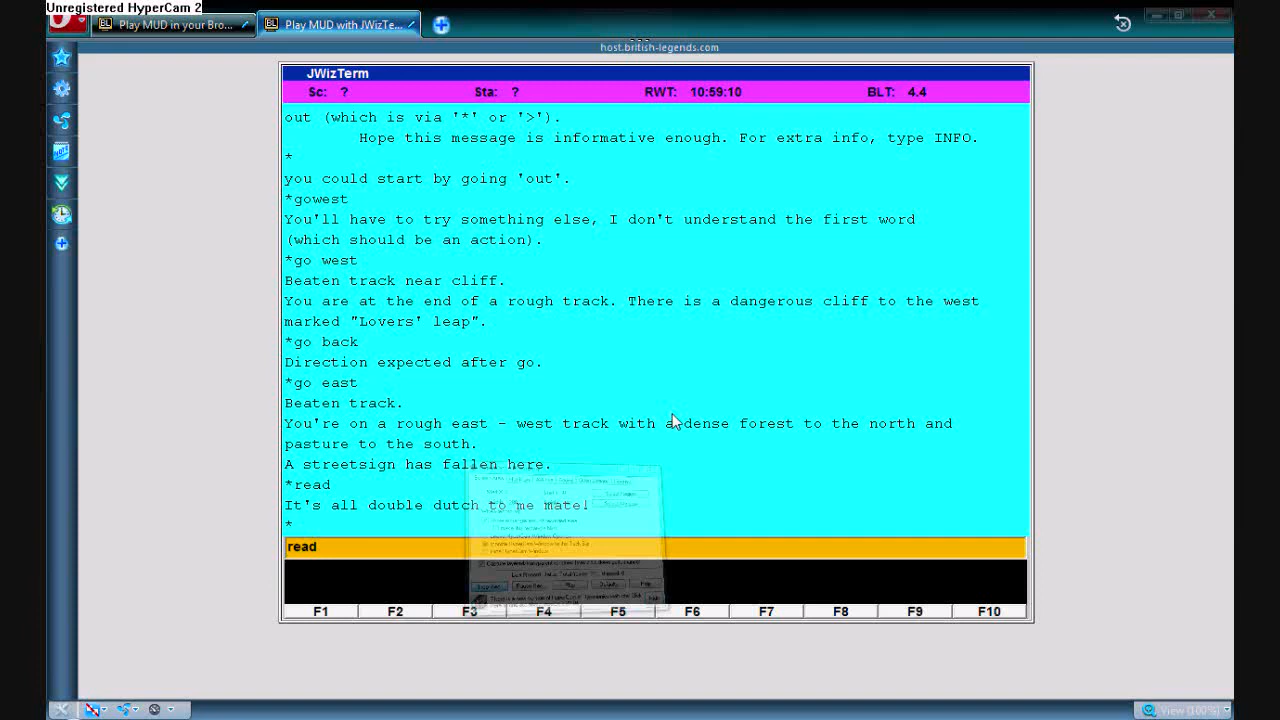 Unregistered HyperCam 2
Play MUD in your Bro...
Play MUD with JWizTe...
host.british-legends.com
JWizTerm
Sc: ? Sta: ? RWT: 10:59:10 BLT: 4.4
out (which is via '*' or '>').
Hope this message is informative enough. For extra info, type INFO.
*
you could start by going 'out'.
*gowest
You'll have to try something else, I don't understand the first word
(which should be an action).
*go west
Beaten track near cliff.
You are at the end of a rough track. There is a dangerous cliff to the west
marked "Lovers' leap".
*go back
Direction expected after go.
*go east
Beaten track.
You're on a rough east - west track with a dense forest to the north and
pasture to the south.
A streetsign has fallen here.
*read
It's all double dutch to me mate!
*
read
F1 F2 F3 F4 F5 F6 F7 F8 F9 F10
View (100%)